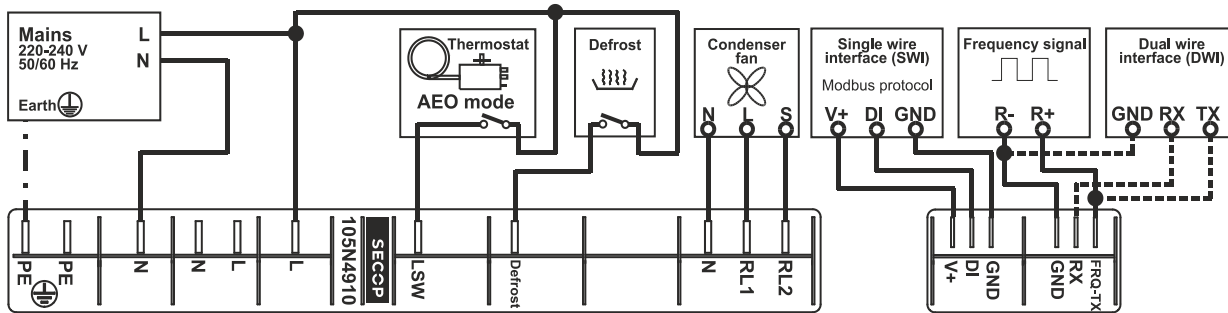 Mains
220-240 V
50/60 Hz
L
N
Earth
Thermostat
AEO mode
Defrost
Condenser
fan
N L S
Single wire
interface (SWI)
Modbus protocol
V+ DI GND
Frequency signal
R- R+
Dual wire
interface (DWI)
GND RX TX
PE
PE
N
N
L
L
105N4910
SECOP
LSW
Defrost
N
RL1
RL2
V+
DI
GND
GND
RX
FRQ-TX